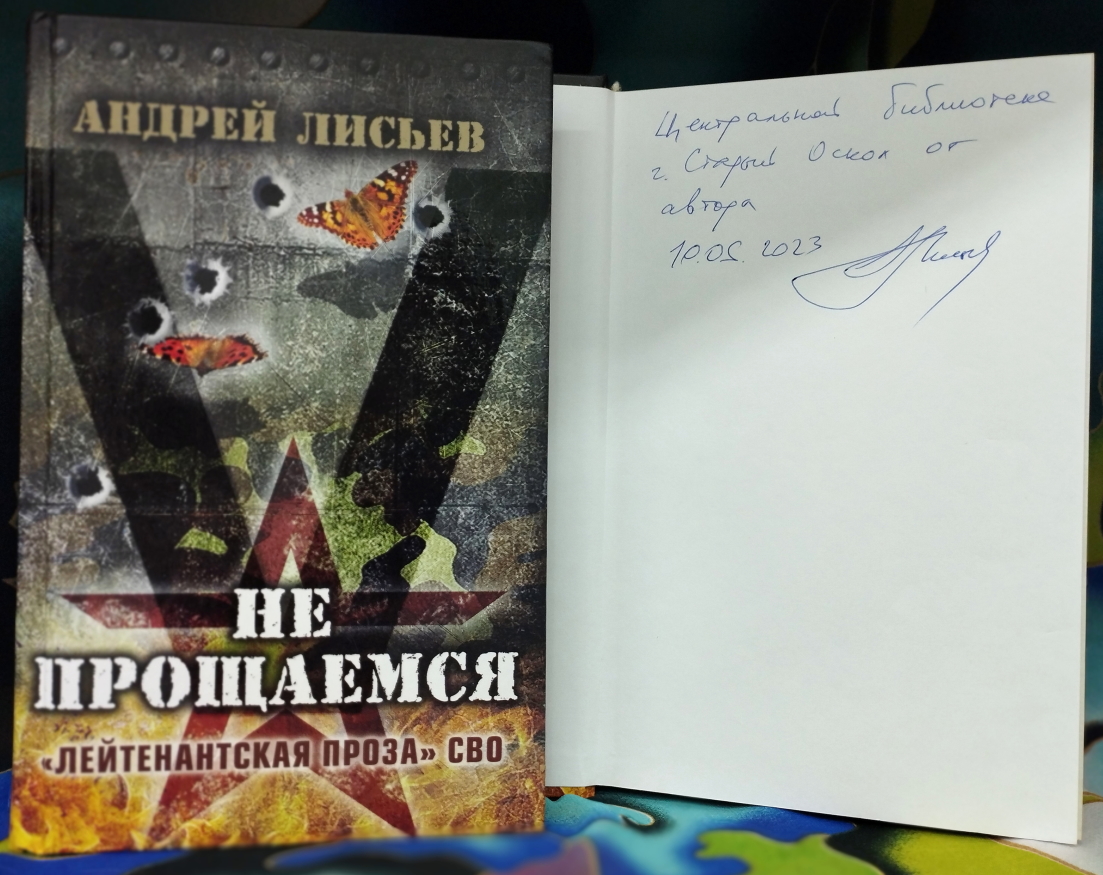 АНДРЕЙ ЛИСЬЕВ
НЕ
ПРОЩАЕМСЯ
«ЛЕЙТЕНАНТСКАЯ ПРОЗА» СВО
Центральной библиотеке
г. Старый Оскол от
автора
10.05.2023